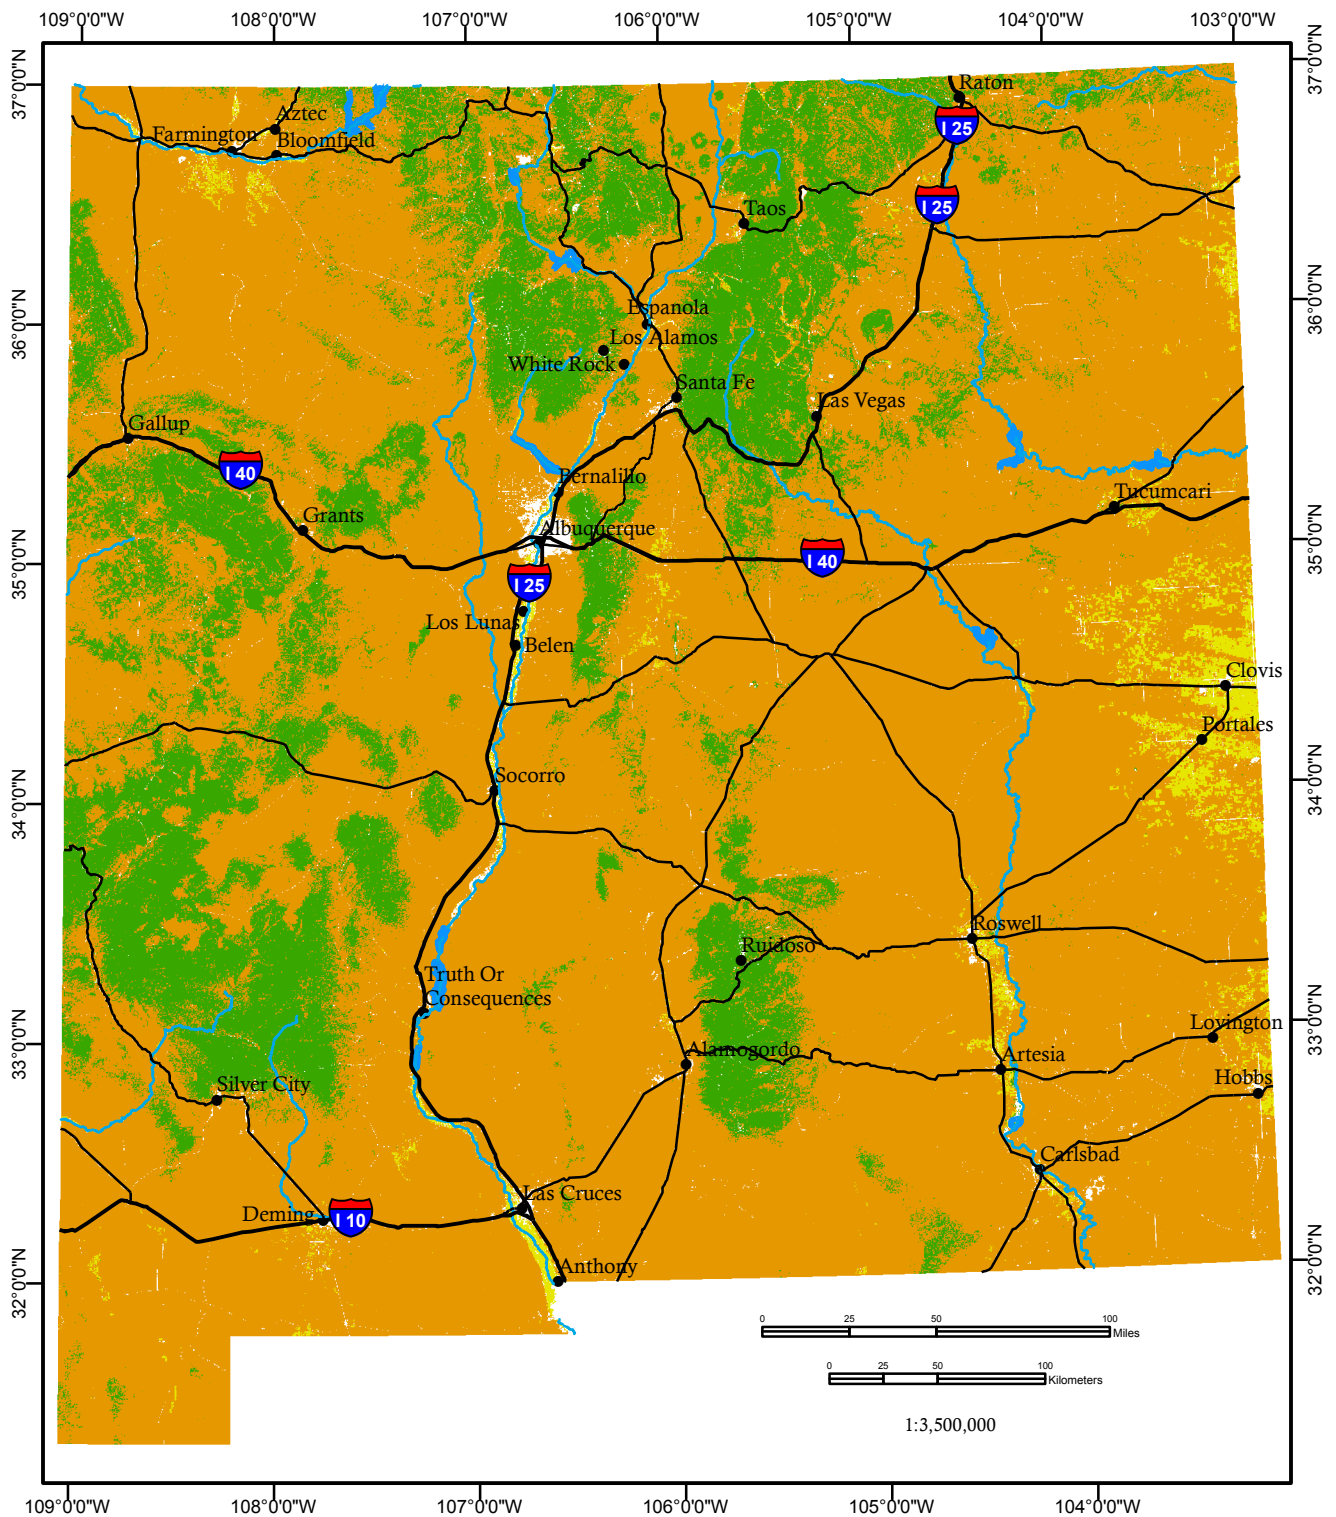 109°0'0"W 108°0'0"W 107°0'0"W 106°0'0"W 105°0'0"W 104°0'0"W 103°0'0"W
37°0'0"N
37°0'0"N
Raton
Aztec
Farmington
Bloomfield
I 25
I 25
Taos
36°0'0"N
36°0'0"N
Espanola
Los Alamos
White Rock
Santa Fe
Las Vegas
Gallup
I 40
Bernalillo
Tucumcari
Grants
Albuquerque
35°0'0"N
35°0'0"N
I 40
I 25
Los Lunas
Belen
Clovis
Portales
34°0'0"N
34°0'0"N
Socorro
Roswell
Ruidoso
Truth Or
Consequences
33°0'0"N
33°0'0"N
Lovington
Alamogordo
Artesia
Hobbs
Silver City
Carlsbad
Las Cruces
Deming
I 10
Anthony
32°0'0"N
32°0'0"N
0 25 50 100
Miles
0 25 50 100
Kilometers
1:3,500,000
109°0'0"W 108°0'0"W 107°0'0"W 106°0'0"W 105°0'0"W 104°0'0"W